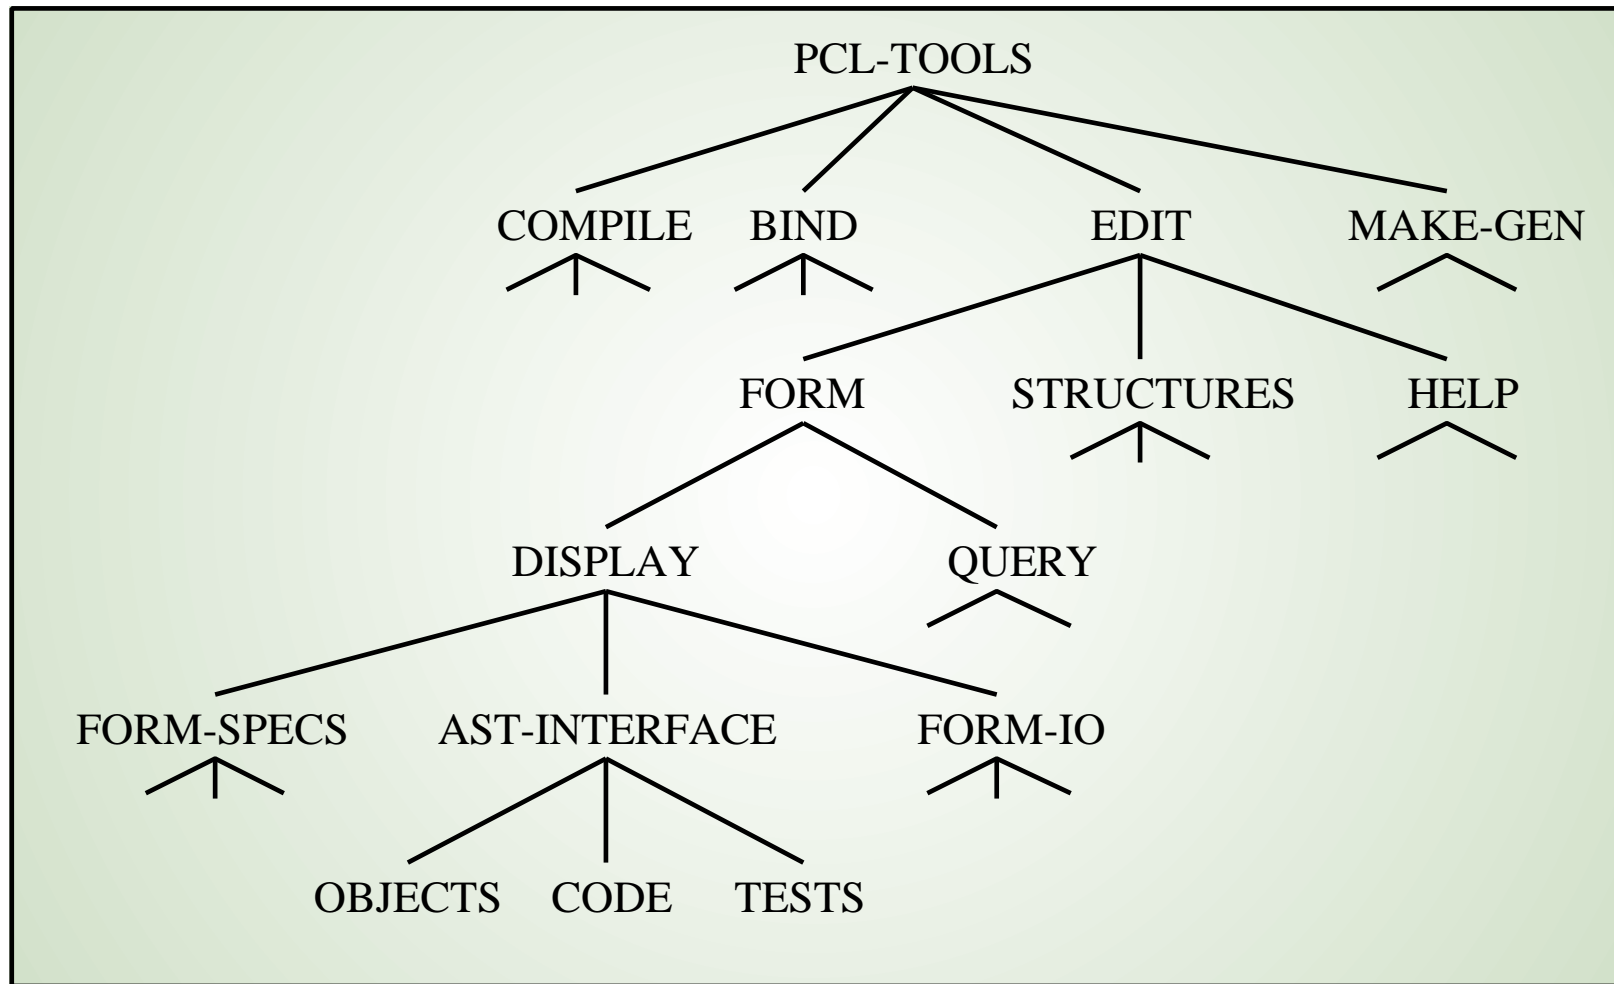 PCL-TOOLS
COMPILE BIND EDIT MAKE-GEN
FORM STRUCTURES HELP
DISPLAY QUERY
FORM-SPECS AST-INTERFACE FORM-IO
OBJECTS CODE TESTS